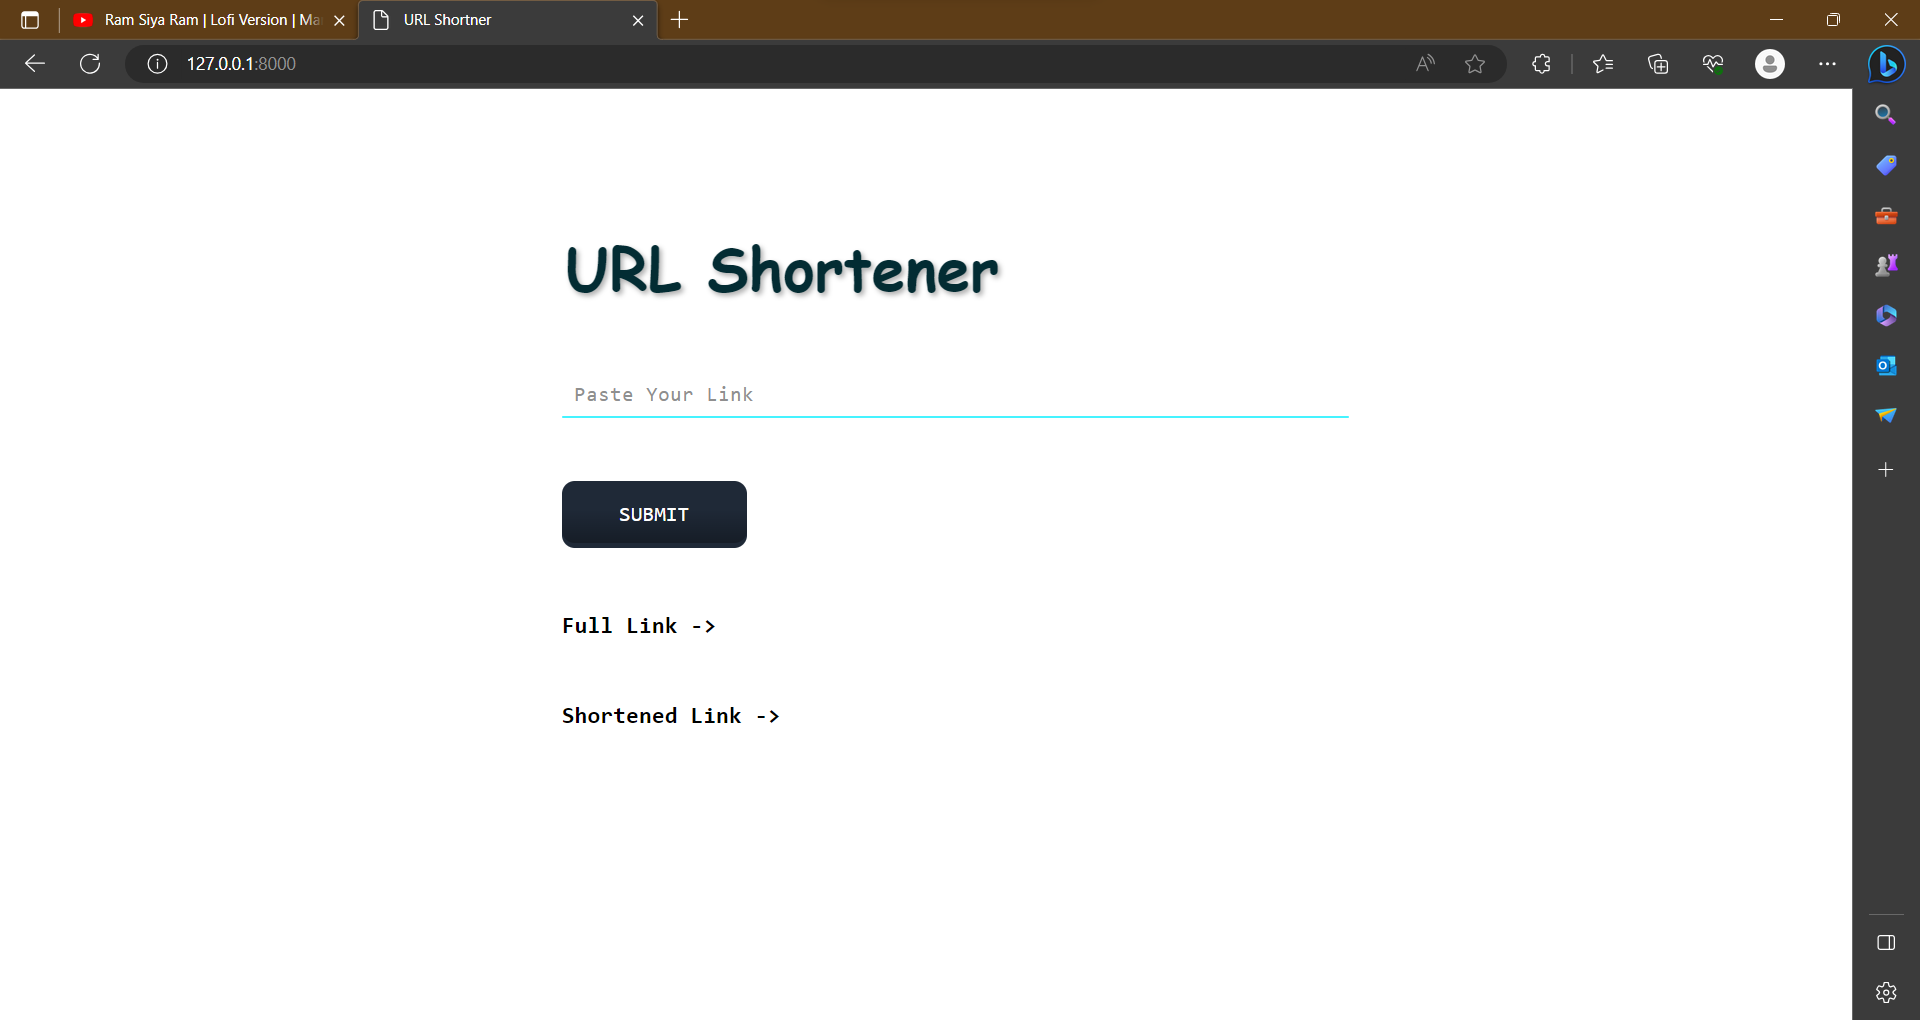 Ram Siya Ram | Lofi Version | Ma
URL Shortner
127.0.0.1:8000
URL Shortener
Paste Your Link
SUBMIT
Full Link ->
Shortened Link ->